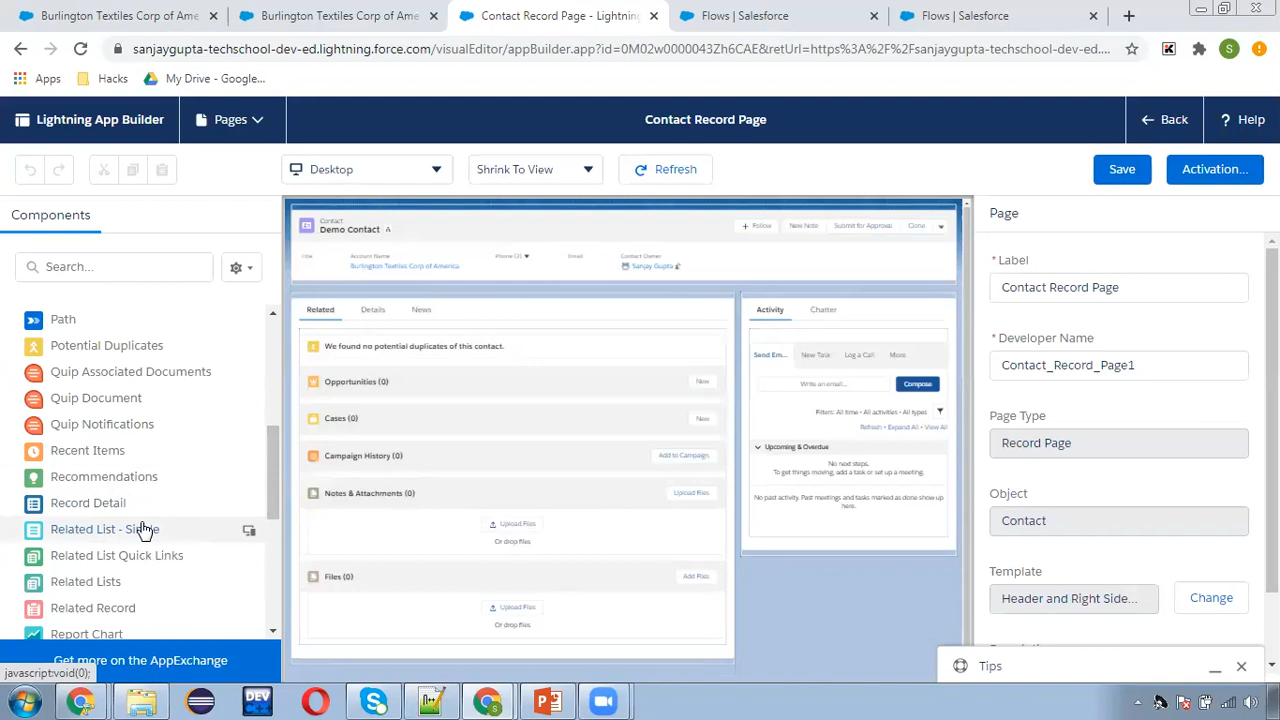 Burlington Textiles Corp of Ame
Burlington Textiles Corp of Ame
Contact Record Page - Lightning
Flows | Salesforce
Flows | Salesforce
sanjaygupta-techschool-dev-ed.lightning.force.com/visualEditor/appBuilder.app?id=0M02w0000043Zh6CAE&retUrl=https%3A%2F%2Fsanjaygupta-techschool-dev-ed....
S
Apps
Hacks
My Drive - Google...
Lightning App Builder
Pages
Contact Record Page
Back
? Help
Desktop
Shrink To View
Refresh
Save
Activation...
Components
Search...
Path
Potential Duplicates
Quip Associated Documents
Quip Document
Quip Notifications
Recent Items
Recommendations
Record Detail
Related List - Single
Related List Quick Links
Related Lists
Related Record
Report Chart
Get more on the AppExchange
javascript:void(0);
Contact
Demo Contact
+ Follow
New Note
Submit for Approval
Clone
Title
Account Name
Burlington Textiles Corp of America
Phone (2)
Email
Contact Owner
Sanjay Gupta
Related
Details
News
We found no potential duplicates of this contact.
Opportunities (0)
New
Cases (0)
New
Campaign History (0)
Add to Campaign
Notes & Attachments (0)
Upload Files
Upload Files
Or drop files
Files (0)
Add Files
Upload Files
Or drop files
Activity
Chatter
Send Em...
New Task
Log a Call
More
Write an email...
Compose
Filters: All time • All activities • All types
Refresh • Expand All • View All
Upcoming & Overdue
No next steps.
To get things moving, add a task or set up a meeting.
No past activity. Past meetings and tasks marked as done show up
here.
Page
* Label
Contact Record Page
* Developer Name
Contact_Record_Page1
Page Type
Record Page
Object
Contact
Template
Header and Right Side...
Change
Tips
DEV